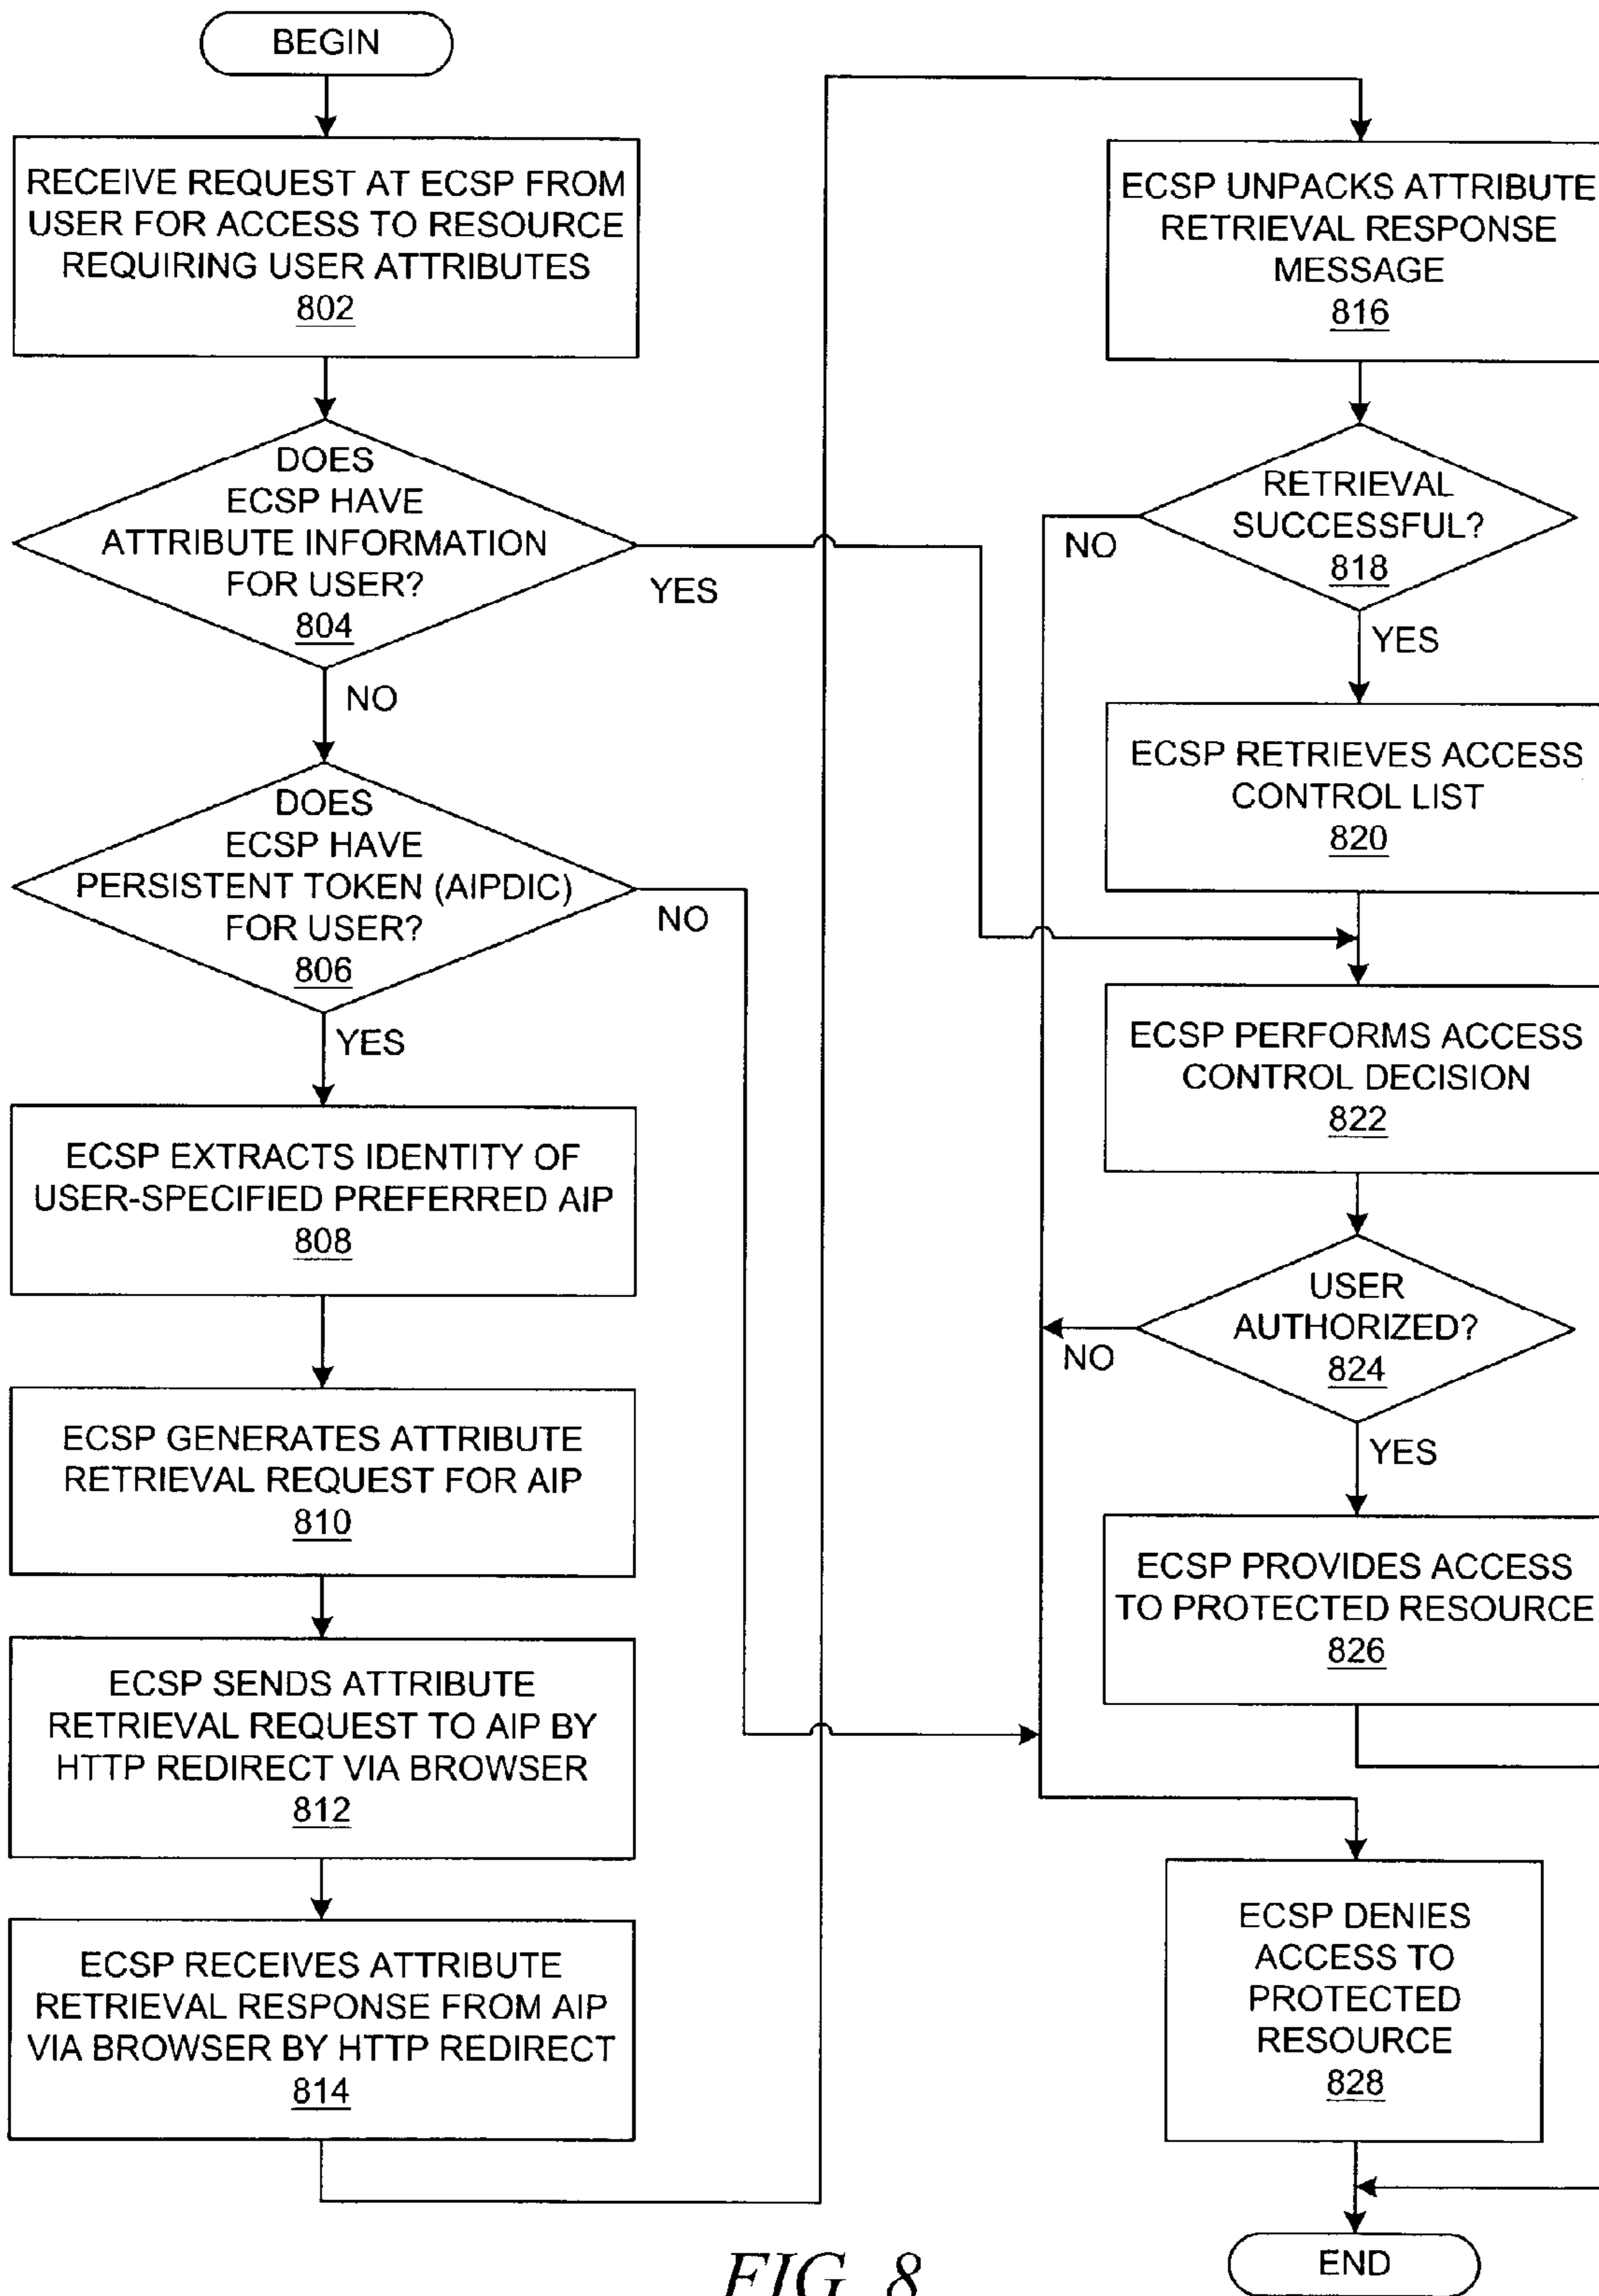 BEGIN
RECEIVE REQUEST AT ECSP FROM
USER FOR ACCESS TO RESOURCE
REQUIRING USER ATTRIBUTES
802
DOES
ECSP HAVE
ATTRIBUTE INFORMATION
FOR USER?
804
YES
NO
DOES
ECSP HAVE
PERSISTENT TOKEN (AIPDIC)
FOR USER?
806
NO
YES
ECSP EXTRACTS IDENTITY OF
USER-SPECIFIED PREFERRED AIP
808
ECSP GENERATES ATTRIBUTE
RETRIEVAL REQUEST FOR AIP
810
ECSP SENDS ATTRIBUTE
RETRIEVAL REQUEST TO AIP BY
HTTP REDIRECT VIA BROWSER
812
ECSP RECEIVES ATTRIBUTE
RETRIEVAL RESPONSE FROM AIP
VIA BROWSER BY HTTP REDIRECT
814
ECSP UNPACKS ATTRIBUTE
RETRIEVAL RESPONSE
MESSAGE
816
RETRIEVAL
SUCCESSFUL?
818
NO
YES
ECSP RETRIEVES ACCESS
CONTROL LIST
820
ECSP PERFORMS ACCESS
CONTROL DECISION
822
USER
AUTHORIZED?
824
NO
YES
ECSP PROVIDES ACCESS
TO PROTECTED RESOURCE
826
ECSP DENIES
ACCESS TO
PROTECTED
RESOURCE
828
END
FIG. 8